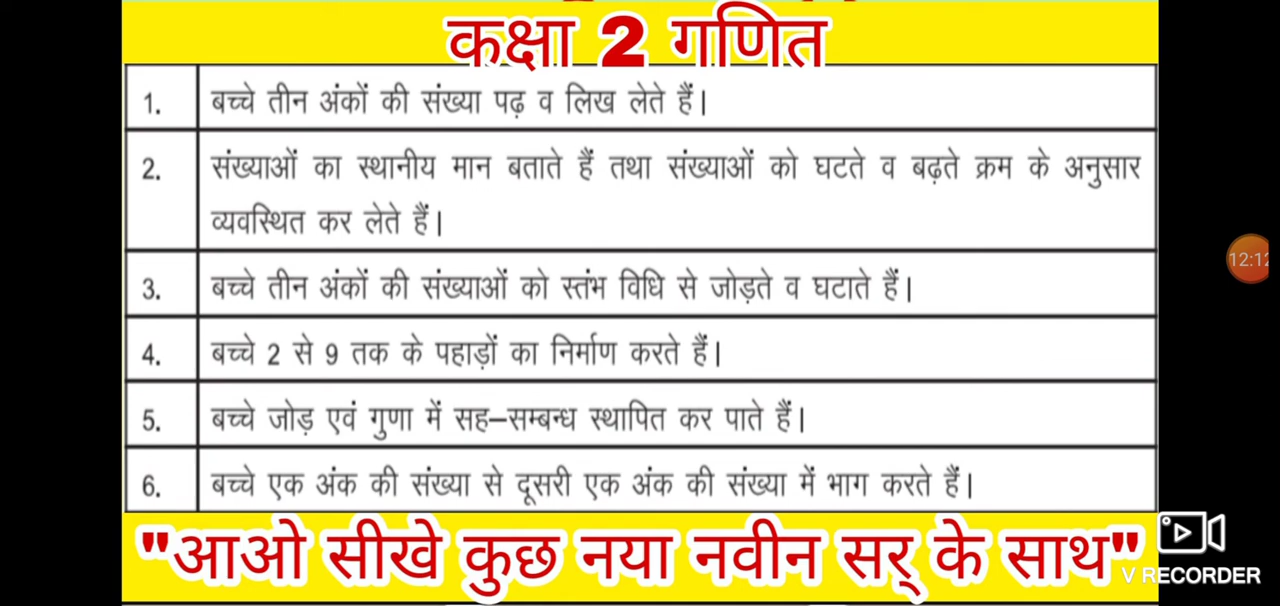 कक्षा 2 गणित
1. बच्चे तीन अंकों की संख्या पढ़ व लिख लेते हैं।
2. संख्याओं का स्थानीय मान बताते हैं तथा संख्याओं को घटते व बढ़ते क्रम के अनुसार
व्यवस्थित कर लेते हैं।
3. बच्चे तीन अंकों की संख्याओं को स्तंभ विधि से जोड़ते व घटाते हैं।
4. बच्चे 2 से 9 तक के पहाड़ों का निर्माण करते हैं।
5. बच्चे जोड़ एवं गुणा में सह–सम्बन्ध स्थापित कर पाते हैं।
6. बच्चे एक अंक की संख्या से दूसरी एक अंक की संख्या में भाग करते हैं।
"आओ सीखे कुछ नया नवीन सर् के साथ"
12:12
V RECORDER